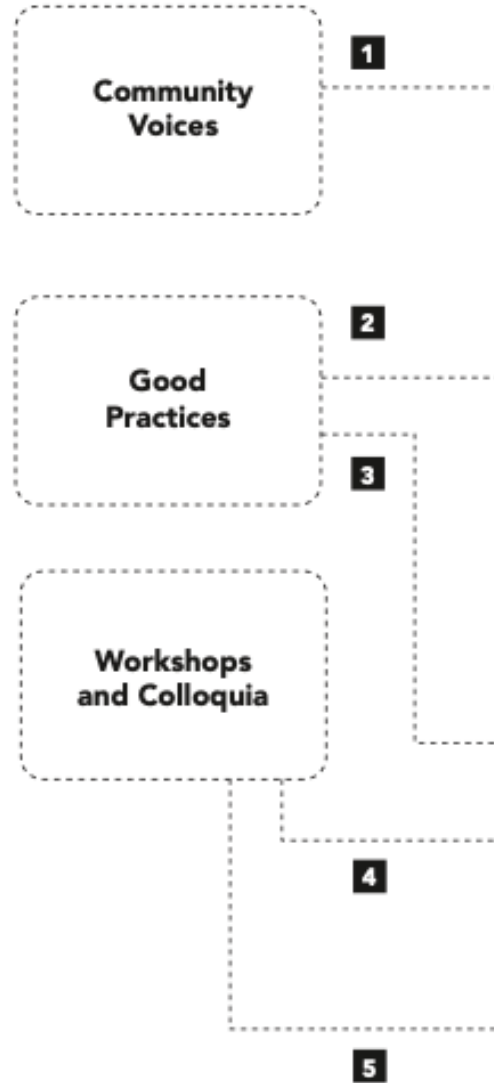 1
Community
Voices
2
Good
Practices
3
Workshops
and Colloquia
4
5